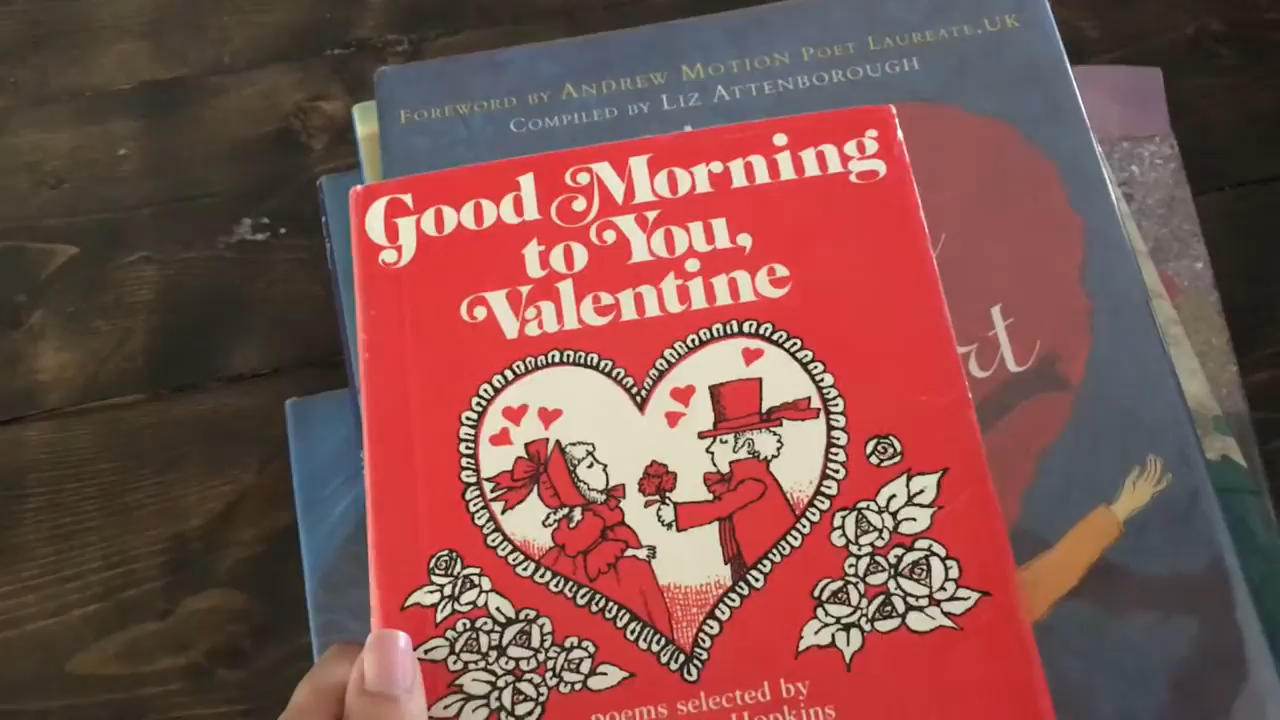 FOREWORD BY ANDREW MOTION POET LAUREATE, UK
COMPILED BY LIZ ATTENBOROUGH
Good Morning
to You,
Valentine
rt
poems selected by
Hopkins